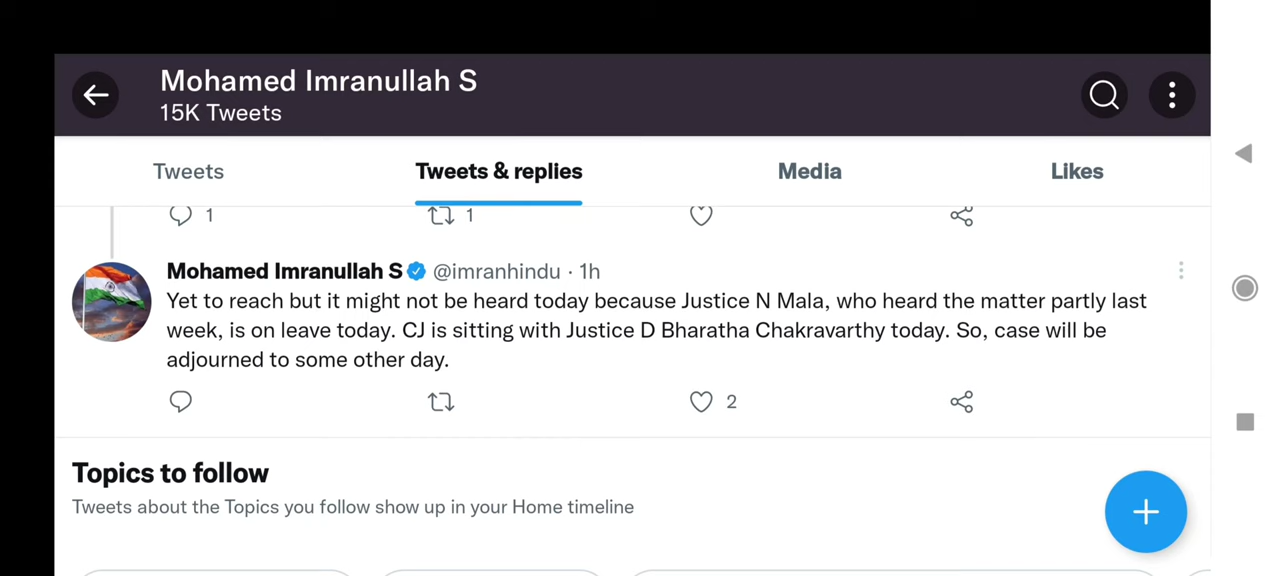 Mohamed Imranullah S
15K Tweets
Tweets Tweets & replies Media Likes
1 1
Mohamed Imranullah S @imranhindu · 1h
Yet to reach but it might not be heard today because Justice N Mala, who heard the matter partly last
week, is on leave today. CJ is sitting with Justice D Bharatha Chakravarthy today. So, case will be
adjourned to some other day.
2
Topics to follow
Tweets about the Topics you follow show up in your Home timeline